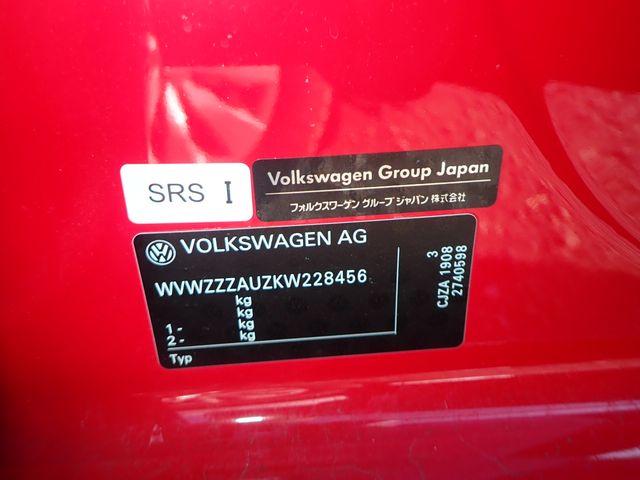 SRS I
Volkswagen Group Japan
フォルクスワーゲン グループ ジャパン 株式会社
VOLKSWAGEN AG
WVWZZZAUZKW228456
kg
kg
1 - kg
2 - kg
Typ
3
CJZA 1908
2740598